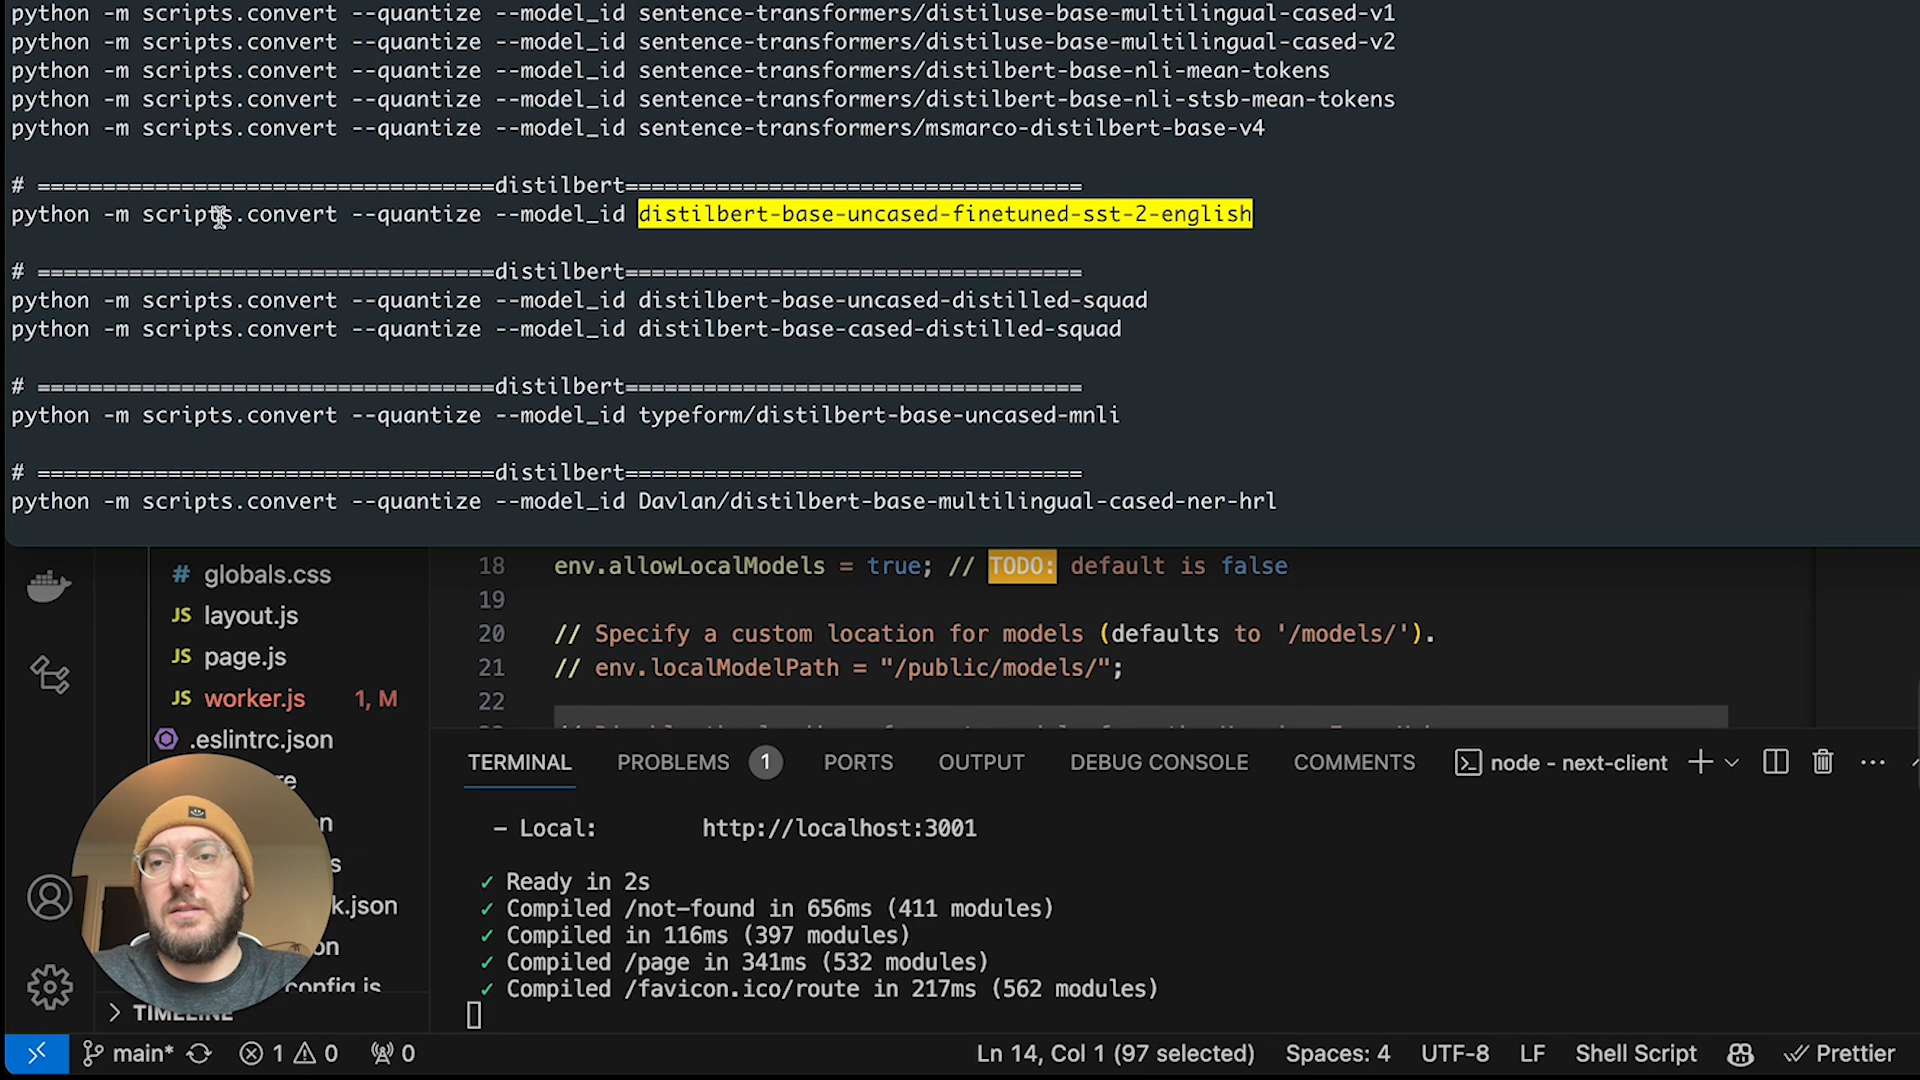 python -m scripts.convert --quantize --model_id sentence-transformers/distiluse-base-multilingual-cased-v1
python -m scripts.convert --quantize --model_id sentence-transformers/distiluse-base-multilingual-cased-v2
python -m scripts.convert --quantize --model_id sentence-transformers/distilbert-base-nli-mean-tokens
python -m scripts.convert --quantize --model_id sentence-transformers/distilbert-base-nli-stsb-mean-tokens
python -m scripts.convert --quantize --model_id sentence-transformers/msmarco-distilbert-base-v4
# ===================================distilbert===================================
python -m scripts.convert --quantize --model_id distilbert-base-uncased-finetuned-sst-2-english
# ===================================distilbert===================================
python -m scripts.convert --quantize --model_id distilbert-base-uncased-distilled-squad
python -m scripts.convert --quantize --model_id distilbert-base-cased-distilled-squad
# ===================================distilbert===================================
python -m scripts.convert --quantize --model_id typeform/distilbert-base-uncased-mnli
# ===================================distilbert===================================
python -m scripts.convert --quantize --model_id Davlan/distilbert-base-multilingual-cased-ner-hrl
# globals.css
JS layout.js
JS page.js
JS worker.js 1, M
.eslintrc.json
k.json
config.js
TIMELINE
18 env.allowLocalModels = true; // TODO: default is false
19
20 // Specify a custom location for models (defaults to '/models/').
21 // env.localModelPath = "/public/models/";
22
TERMINAL PROBLEMS 1 PORTS OUTPUT DEBUG CONSOLE COMMENTS node - next-client
- Local: http://localhost:3001
✓ Ready in 2s
✓ Compiled /not-found in 656ms (411 modules)
✓ Compiled in 116ms (397 modules)
✓ Compiled /page in 341ms (532 modules)
✓ Compiled /favicon.ico/route in 217ms (562 modules)
main* 1 0 0 Ln 14, Col 1 (97 selected) Spaces: 4 UTF-8 LF Shell Script Prettier